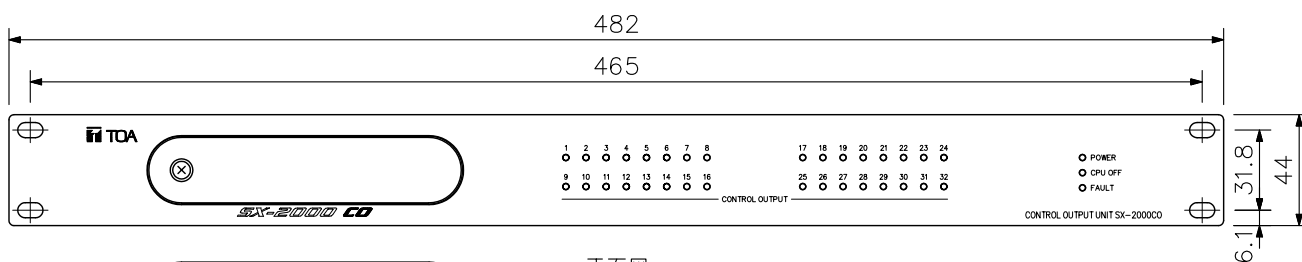 482
465
TOA
1 2 3 4 5 6 7 8
17 18 19 20 21 22 23 24
POWER
9 10 11 12 13 14 15 16
25 26 27 28 29 30 31 32
CPU OFF
FAULT
CONTROL OUTPUT
SX-2000 CO
CONTROL OUTPUT UNIT SX-2000CO
31.8
44
6.1